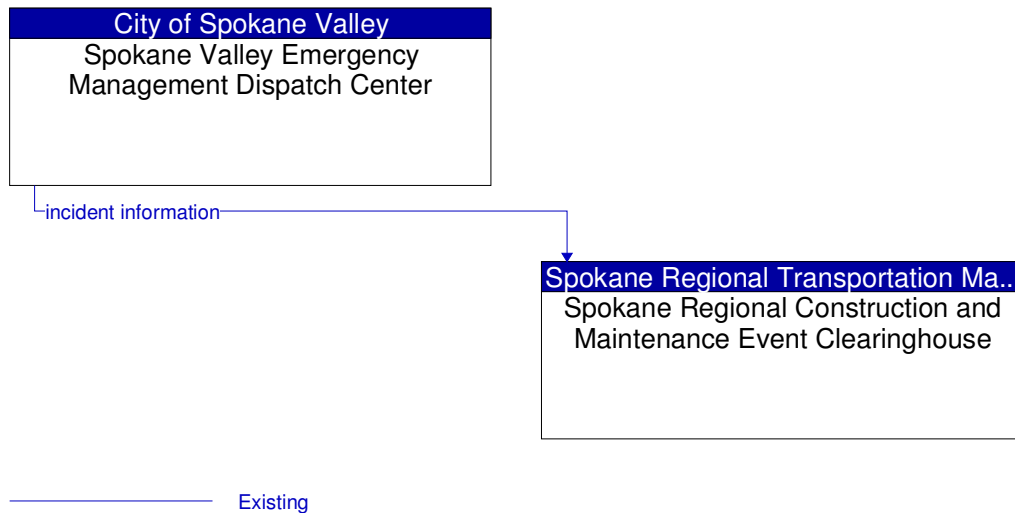 City of Spokane Valley
Spokane Valley Emergency
Management Dispatch Center
incident information
Spokane Regional Transportation Ma..
Spokane Regional Construction and
Maintenance Event Clearinghouse
Existing